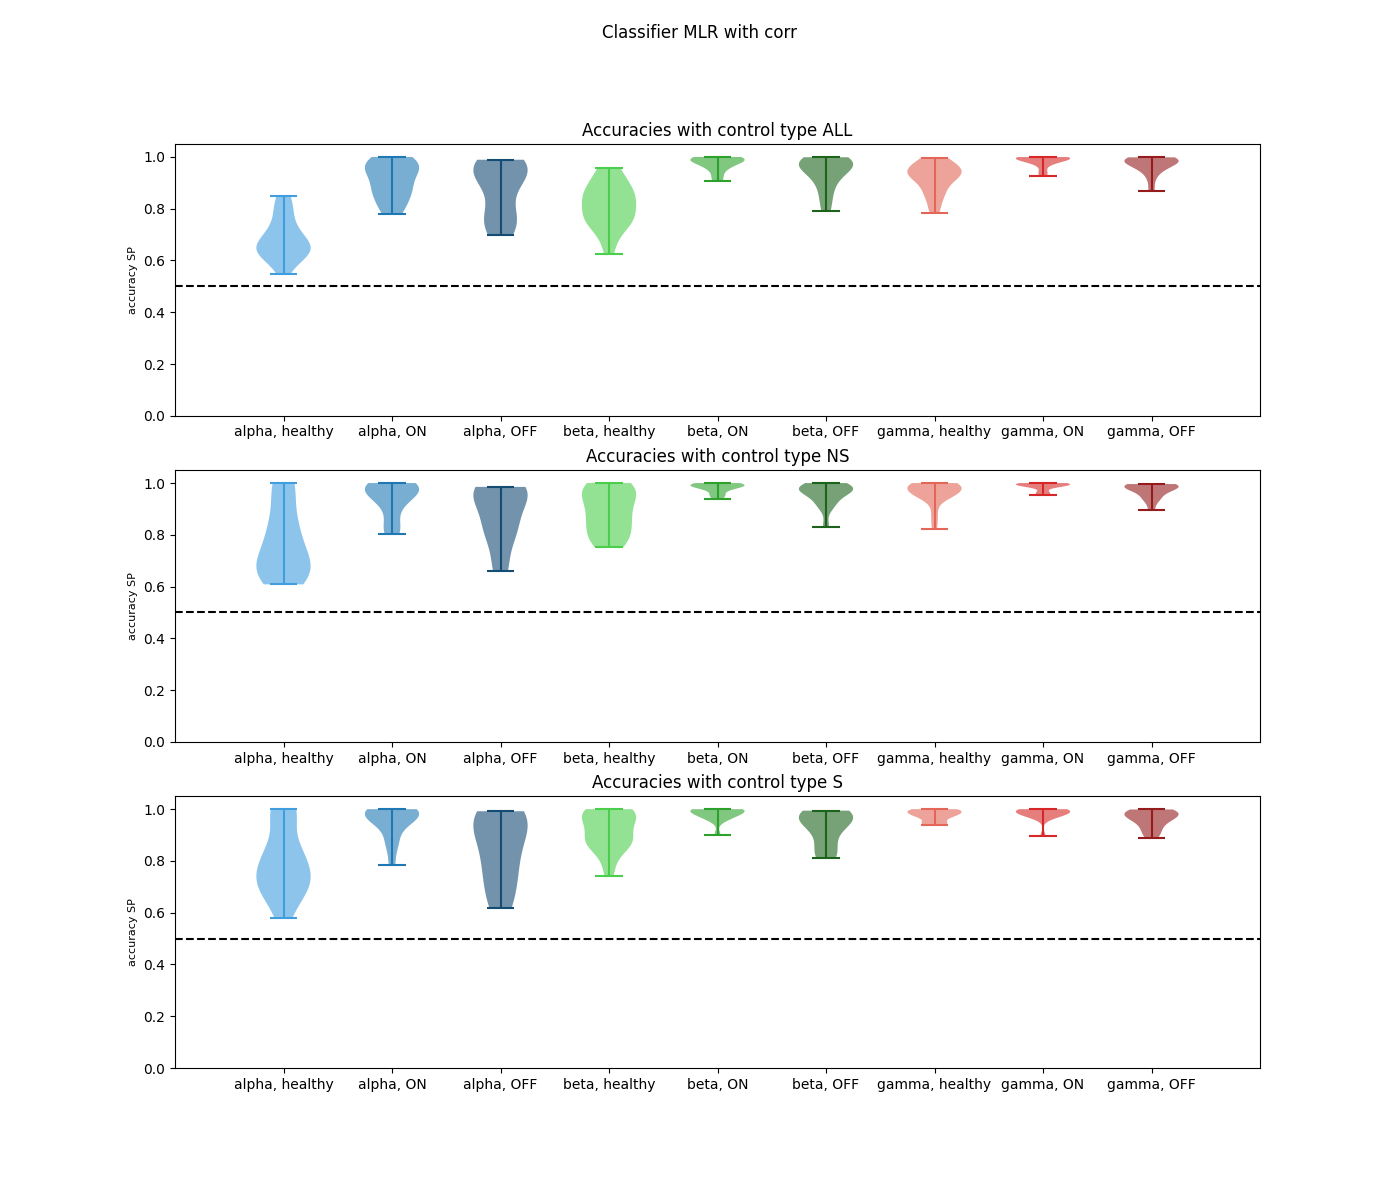 Classifier MLR with corr
Accuracies with control type ALL
accuracy SP
1.0
0.8
0.6
0.4
0.2
0.0
alpha, healthy alpha, ON alpha, OFF beta, healthy beta, ON beta, OFF gamma, healthy gamma, ON gamma, OFF
Accuracies with control type NS
accuracy SP
1.0
0.8
0.6
0.4
0.2
0.0
alpha, healthy alpha, ON alpha, OFF beta, healthy beta, ON beta, OFF gamma, healthy gamma, ON gamma, OFF
Accuracies with control type S
accuracy SP
1.0
0.8
0.6
0.4
0.2
0.0
alpha, healthy alpha, ON alpha, OFF beta, healthy beta, ON beta, OFF gamma, healthy gamma, ON gamma, OFF